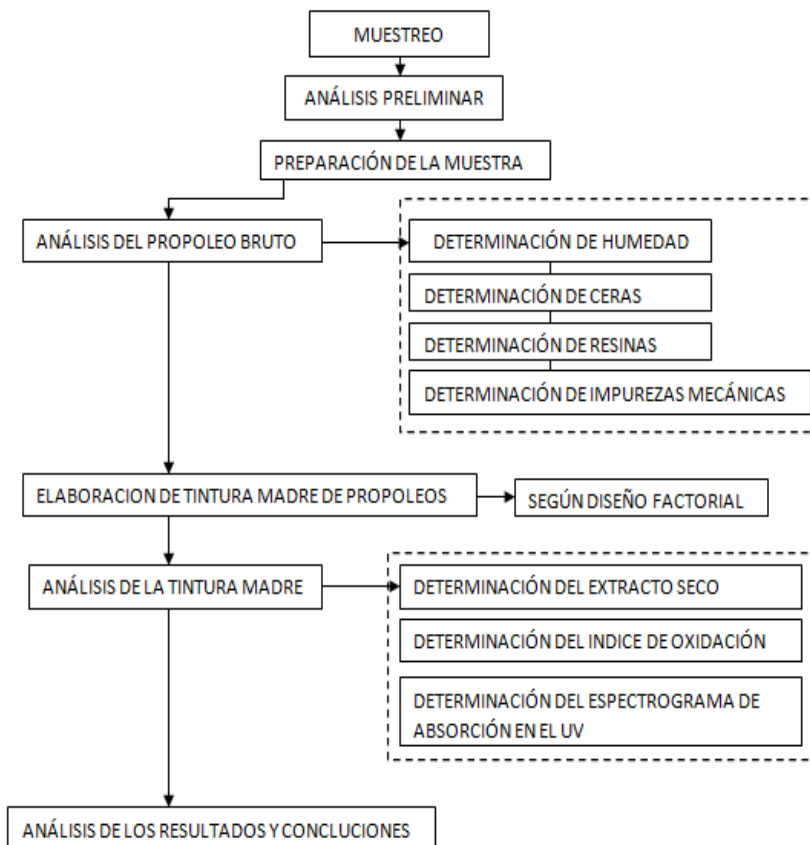 MUESTREO
ANÁLISIS PRELIMINAR
PREPARACIÓN DE LA MUESTRA
ANÁLISIS DEL PROPOLEO BRUTO
DETERMINACIÓN DE HUMEDAD
DETERMINACIÓN DE CERAS
DETERMINACIÓN DE RESINAS
DETERMINACIÓN DE IMPUREZAS MECÁNICAS
ELABORACION DE TINTURA MADRE DE PROPOLEOS
SEGÚN DISEÑO FACTORIAL
ANÁLISIS DE LA TINTURA MADRE
DETERMINACIÓN DEL EXTRACTO SECO
DETERMINACIÓN DEL INDICE DE OXIDACIÓN
DETERMINACIÓN DEL ESPECTROGRAMA DE
ABSORCIÓN EN EL UV
ANÁLISIS DE LOS RESULTADOS Y CONCLUCIONES